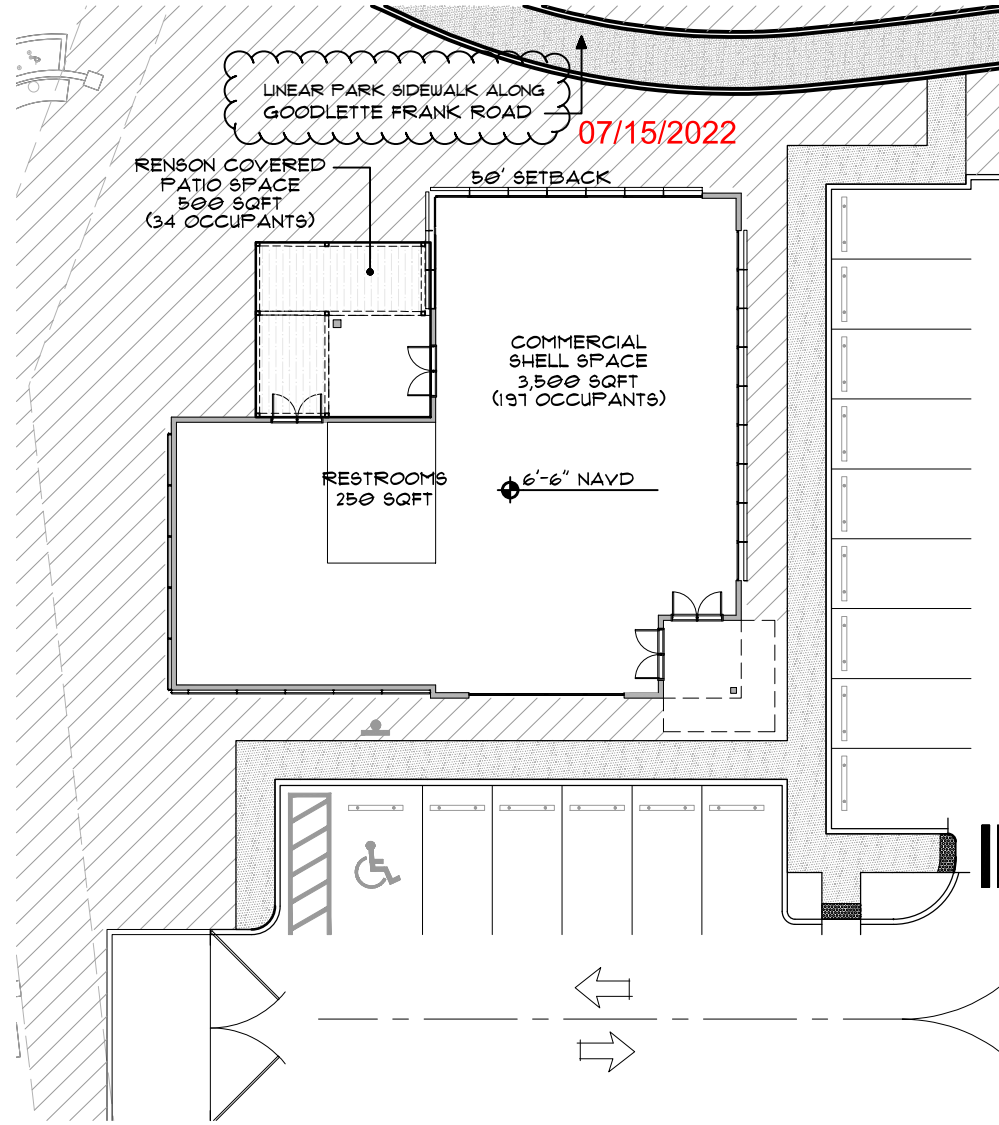 LINEAR PARK SIDEWALK ALONG
GOODLETTE FRANK ROAD
07/15/2022
RENSON COVERED
PATIO SPACE
500 SQFT
(34 OCCUPANTS)
50' SETBACK
COMMERCIAL
SHELL SPACE
3,500 SQFT
(197 OCCUPANTS)
RESTROOMS
250 SQFT
6'-6" NAVD